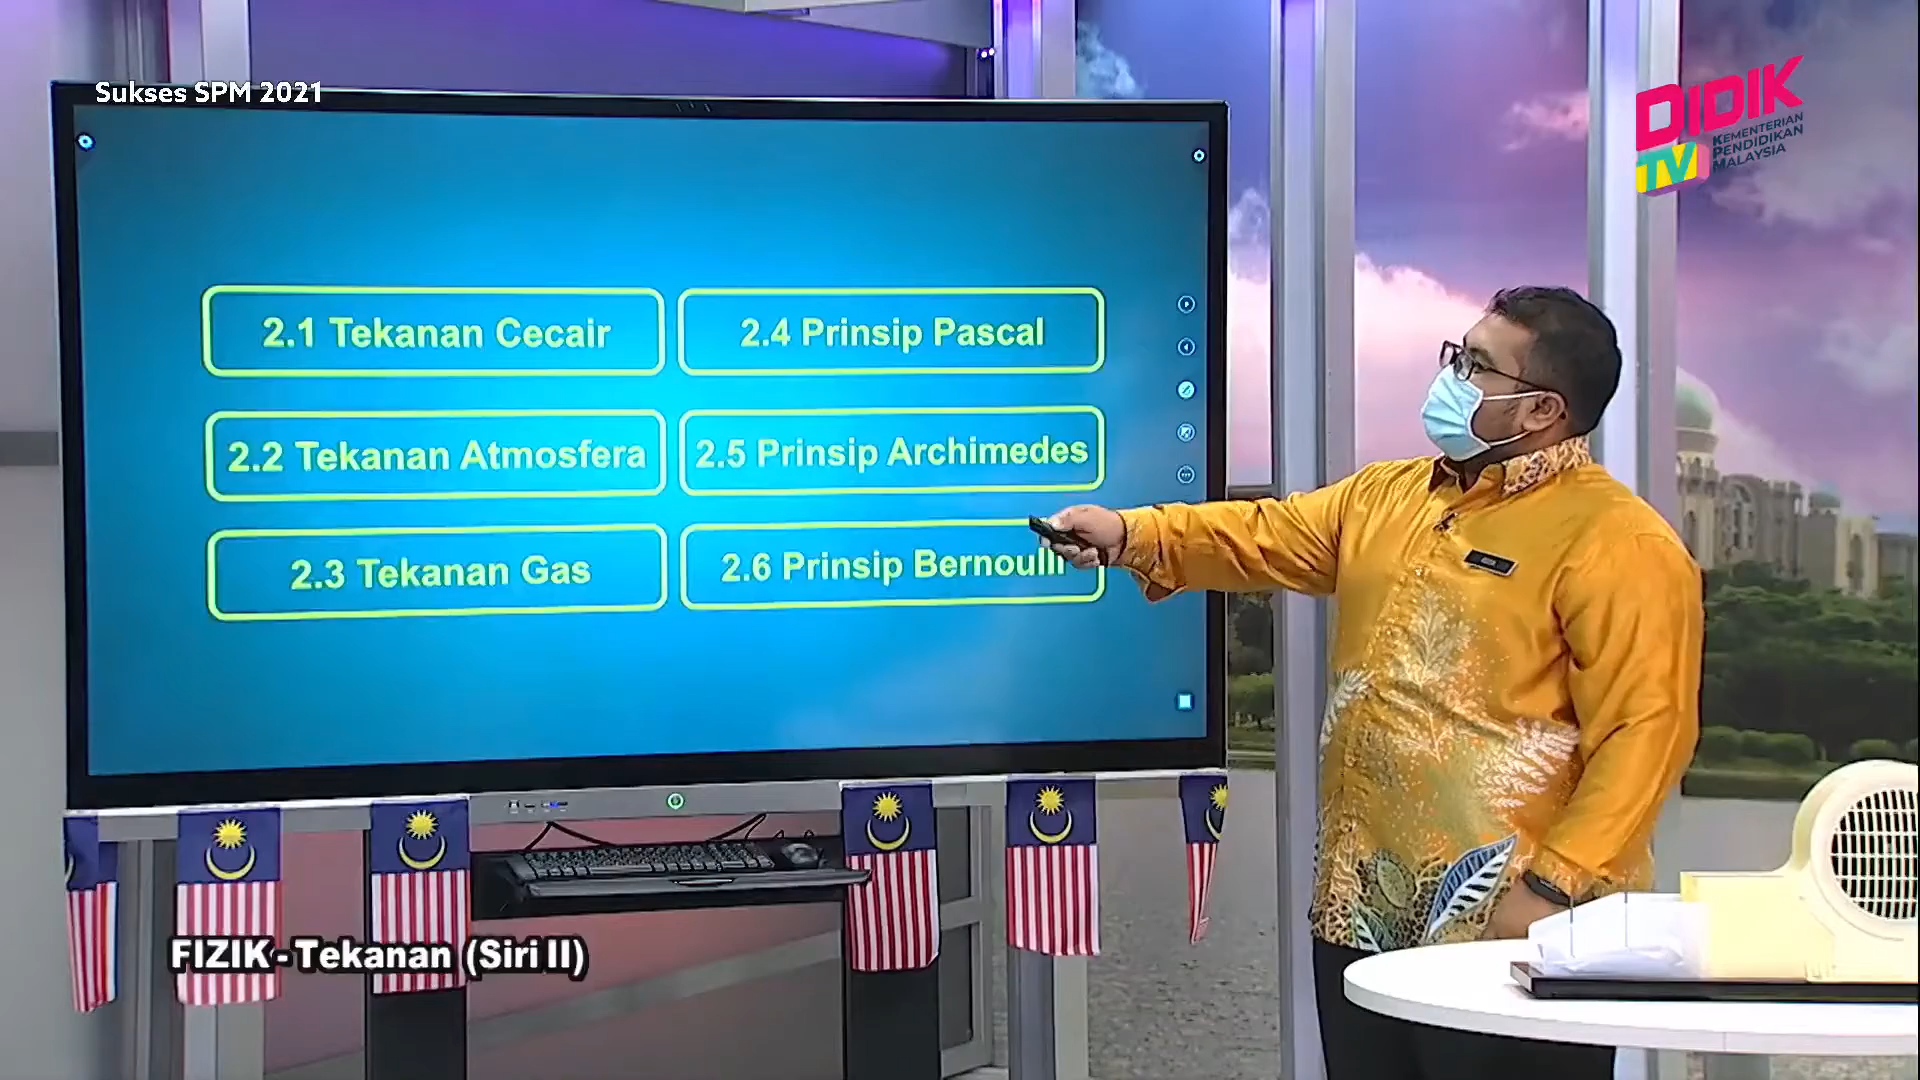 Sukses SPM 2021
DIDIK
TV
KEMENTERIAN
PENDIDIKAN
MALAYSIA
2.1 Tekanan Cecair
2.4 Prinsip Pascal
2.2 Tekanan Atmosfera
2.5 Prinsip Archimedes
2.3 Tekanan Gas
2.6 Prinsip Bernoulli
FIZIK - Tekanan (Siri II)